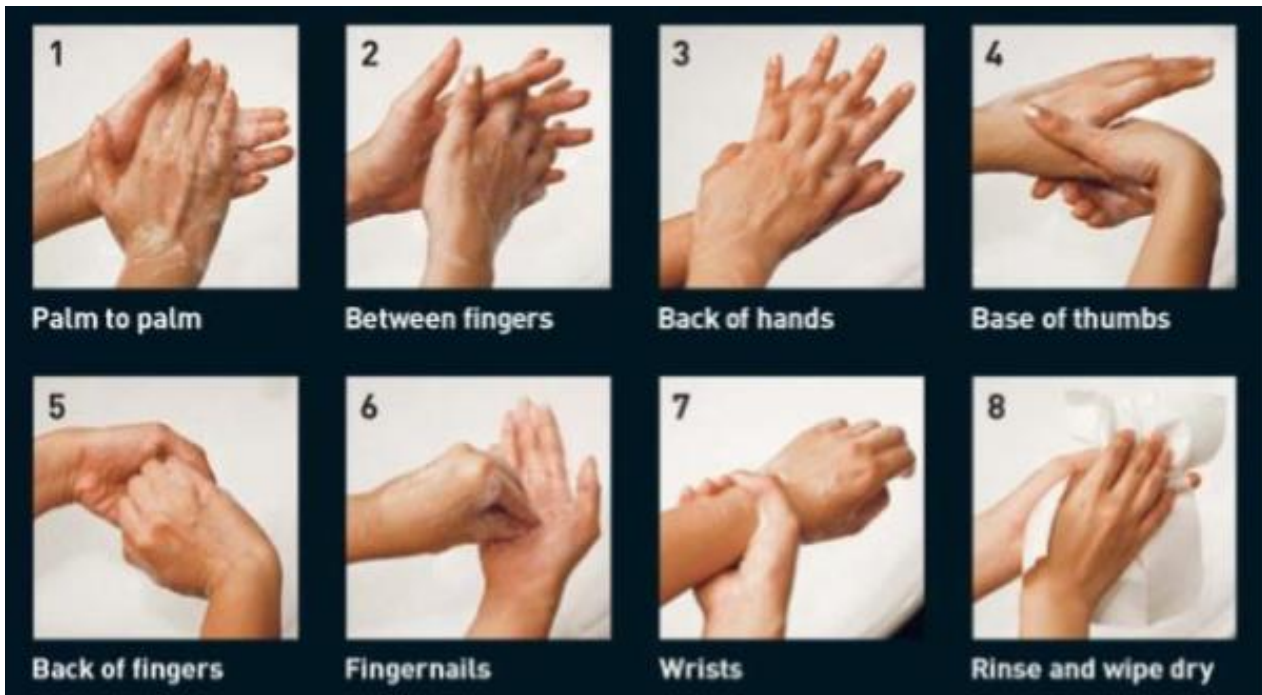 1
2
3
4
Palm to palm
Between fingers
Back of hands
Base of thumbs
5
6
7
8
Back of fingers
Fingernails
Wrists
Rinse and wipe dry